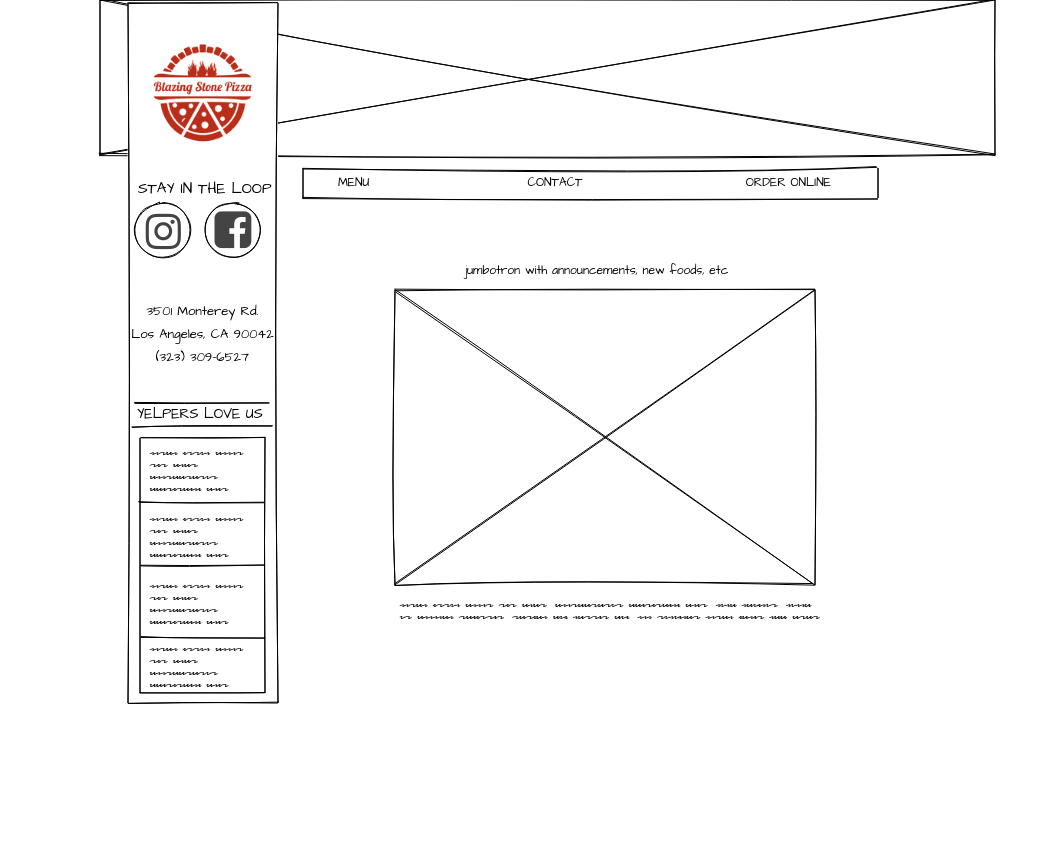 Blazing Stone Pizza
STAY IN THE LOOP
3501 Monterey Rd.
Los Angeles, CA 90042
(323) 309-6527
YELPERS LOVE US
MENU CONTACT ORDER ONLINE
jumbotron with announcements, new foods, etc